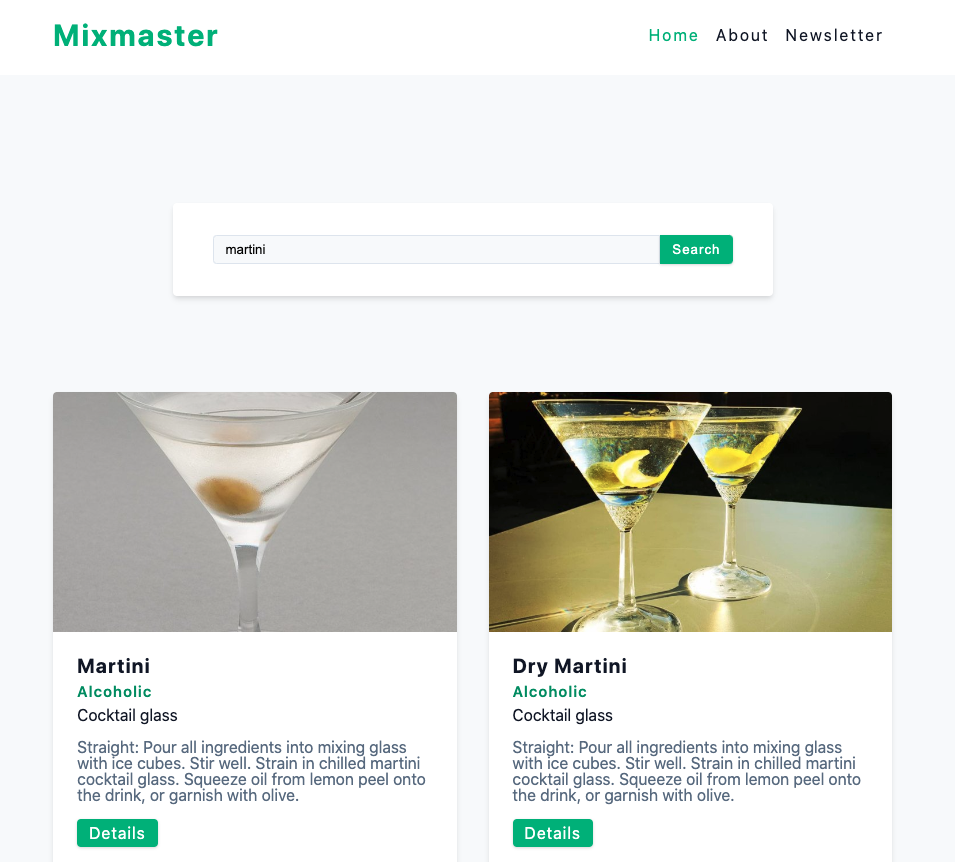 Mixmaster
Home About Newsletter
martini
Search
Martini
Alcoholic
Cocktail glass
Straight: Pour all ingredients into mixing glass
with ice cubes. Stir well. Strain in chilled martini
cocktail glass. Squeeze oil from lemon peel onto
the drink, or garnish with olive.
Details
Dry Martini
Alcoholic
Cocktail glass
Straight: Pour all ingredients into mixing glass
with ice cubes. Stir well. Strain in chilled martini
cocktail glass. Squeeze oil from lemon peel onto
the drink, or garnish with olive.
Details